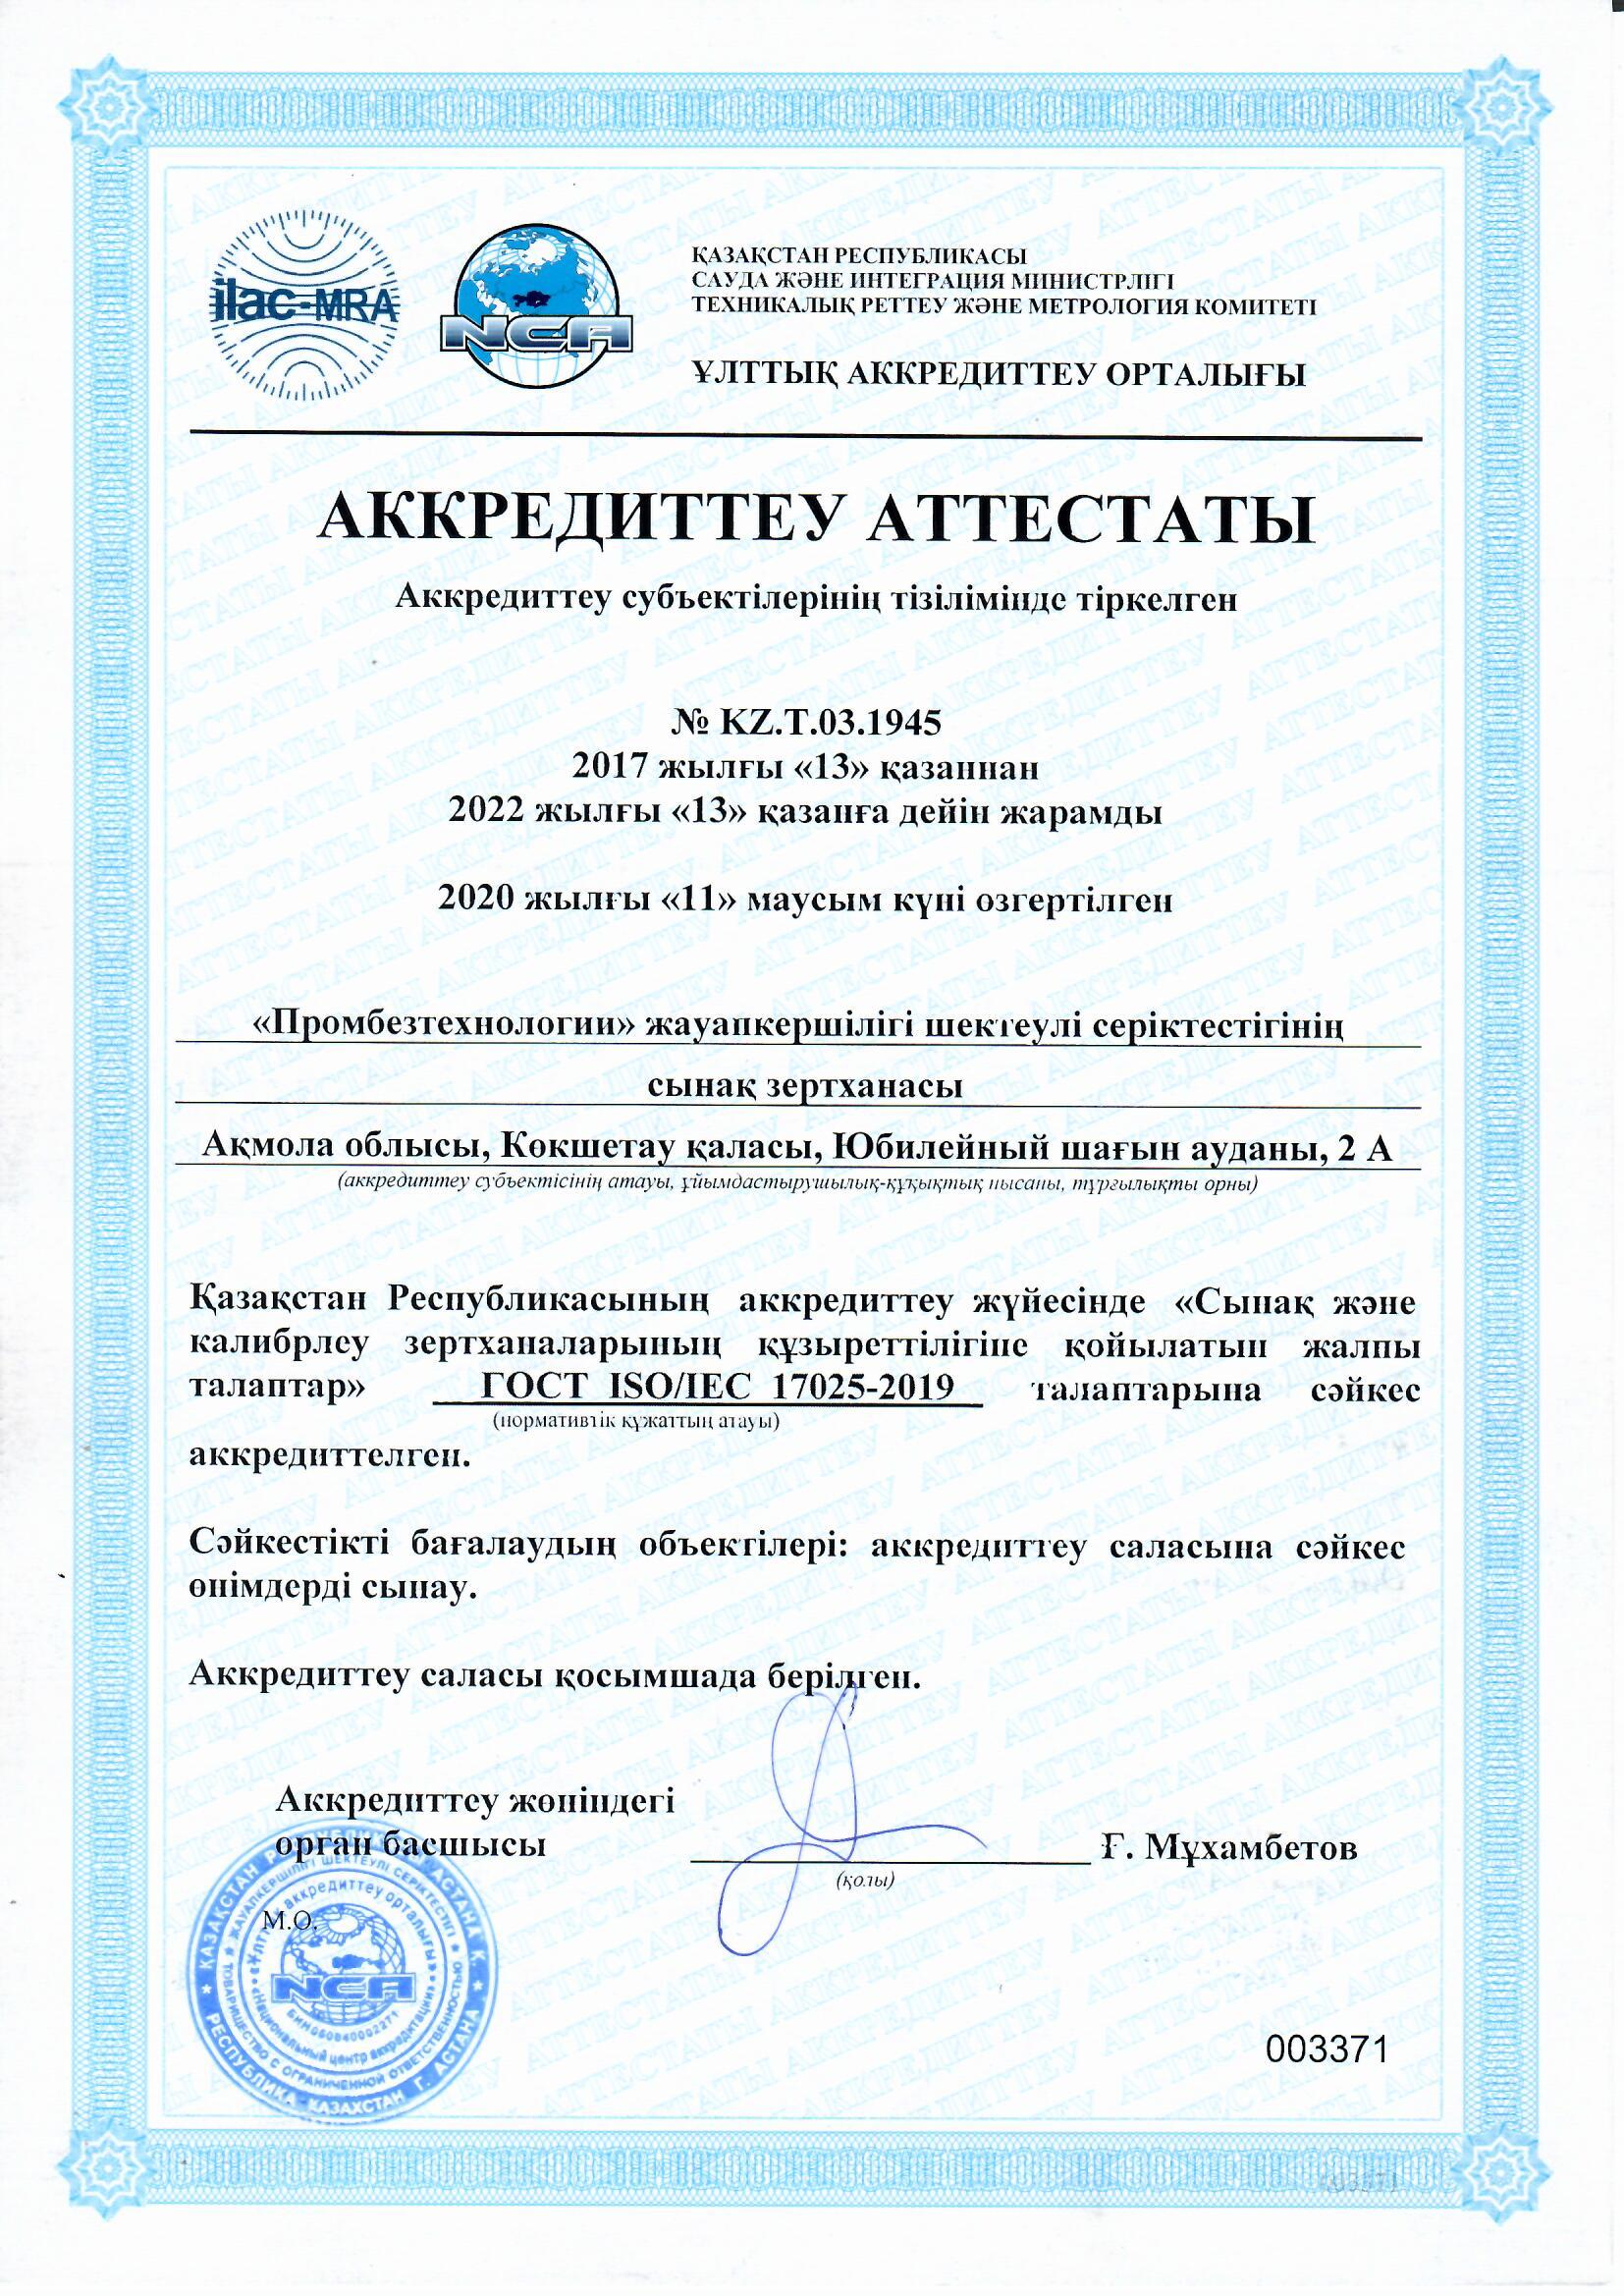 ilac-MRA
NCA
ҚАЗАҚСТАН РЕСПУБЛИКАСЫ
САУДА ЖӘНЕ ИНТЕГРАЦИЯ МИНИСТРЛІГІ
ТЕХНИКАЛЫҚ РЕТТЕУ ЖӘНЕ МЕТРОЛОГИЯ КОМИТЕТІ
ҰЛТТЫҚ АККРЕДИТТЕУ ОРТАЛЫҒЫ
АККРЕДИТТЕУ АТТЕСТАТЫ
Аккредиттеу субъектілерінің тізілімінде тіркелген
№ KZ.T.03.1945
2017 жылғы «13» қазаннан
2022 жылғы «13» қазанға дейін жарамды
2020 жылғы «11» маусым күні өзгертілген
«Промбезтехнологии» жауапкершілігі шектеулі серіктестігінің
сынақ зертханасы
Ақмола облысы, Көкшетау қаласы, Юбилейный шағын ауданы, 2 А
(аккредиттеу субъектісінің атауы, ұйымдастырушылық-құқықтық нысаны, тұрғылықты орны)
Қазақстан Республикасының аккредиттеу жүйесінде «Сынақ және
калибрлеу зертханаларының құзыреттілігіне қойылатын жалпы
талаптар» ГОСТ ISO/IEC 17025-2019 талаптарына сәйкес
(нормативтік құжаттың атауы)
аккредиттелген.
Сәйкестікті бағалаудың объектілері: аккредиттеу саласына сәйкес
өнімдерді сынау.
Аккредиттеу саласы қосымшада берілген.
Аккредиттеу жөніндегі
орган басшысы
Ғ. Мұхамбетов
(қолы)
М.О.
ҚАЗАҚСТАН РЕСПУБЛИКАСЫ АСТАНА Қ.
РЕСПУБЛИКА КАЗАХСТАН Г. АСТАНА
ЖАУАПКЕРШІЛІГІ ШЕКТЕУЛІ СЕРІКТЕСТІГІ
ТОВАРИЩЕСТВО С ОГРАНИЧЕННОЙ ОТВЕТСТВЕННОСТЬЮ
«Ұлттық аккредиттеу орталығы»
«Национальный центр аккредитации»
NCA
003371